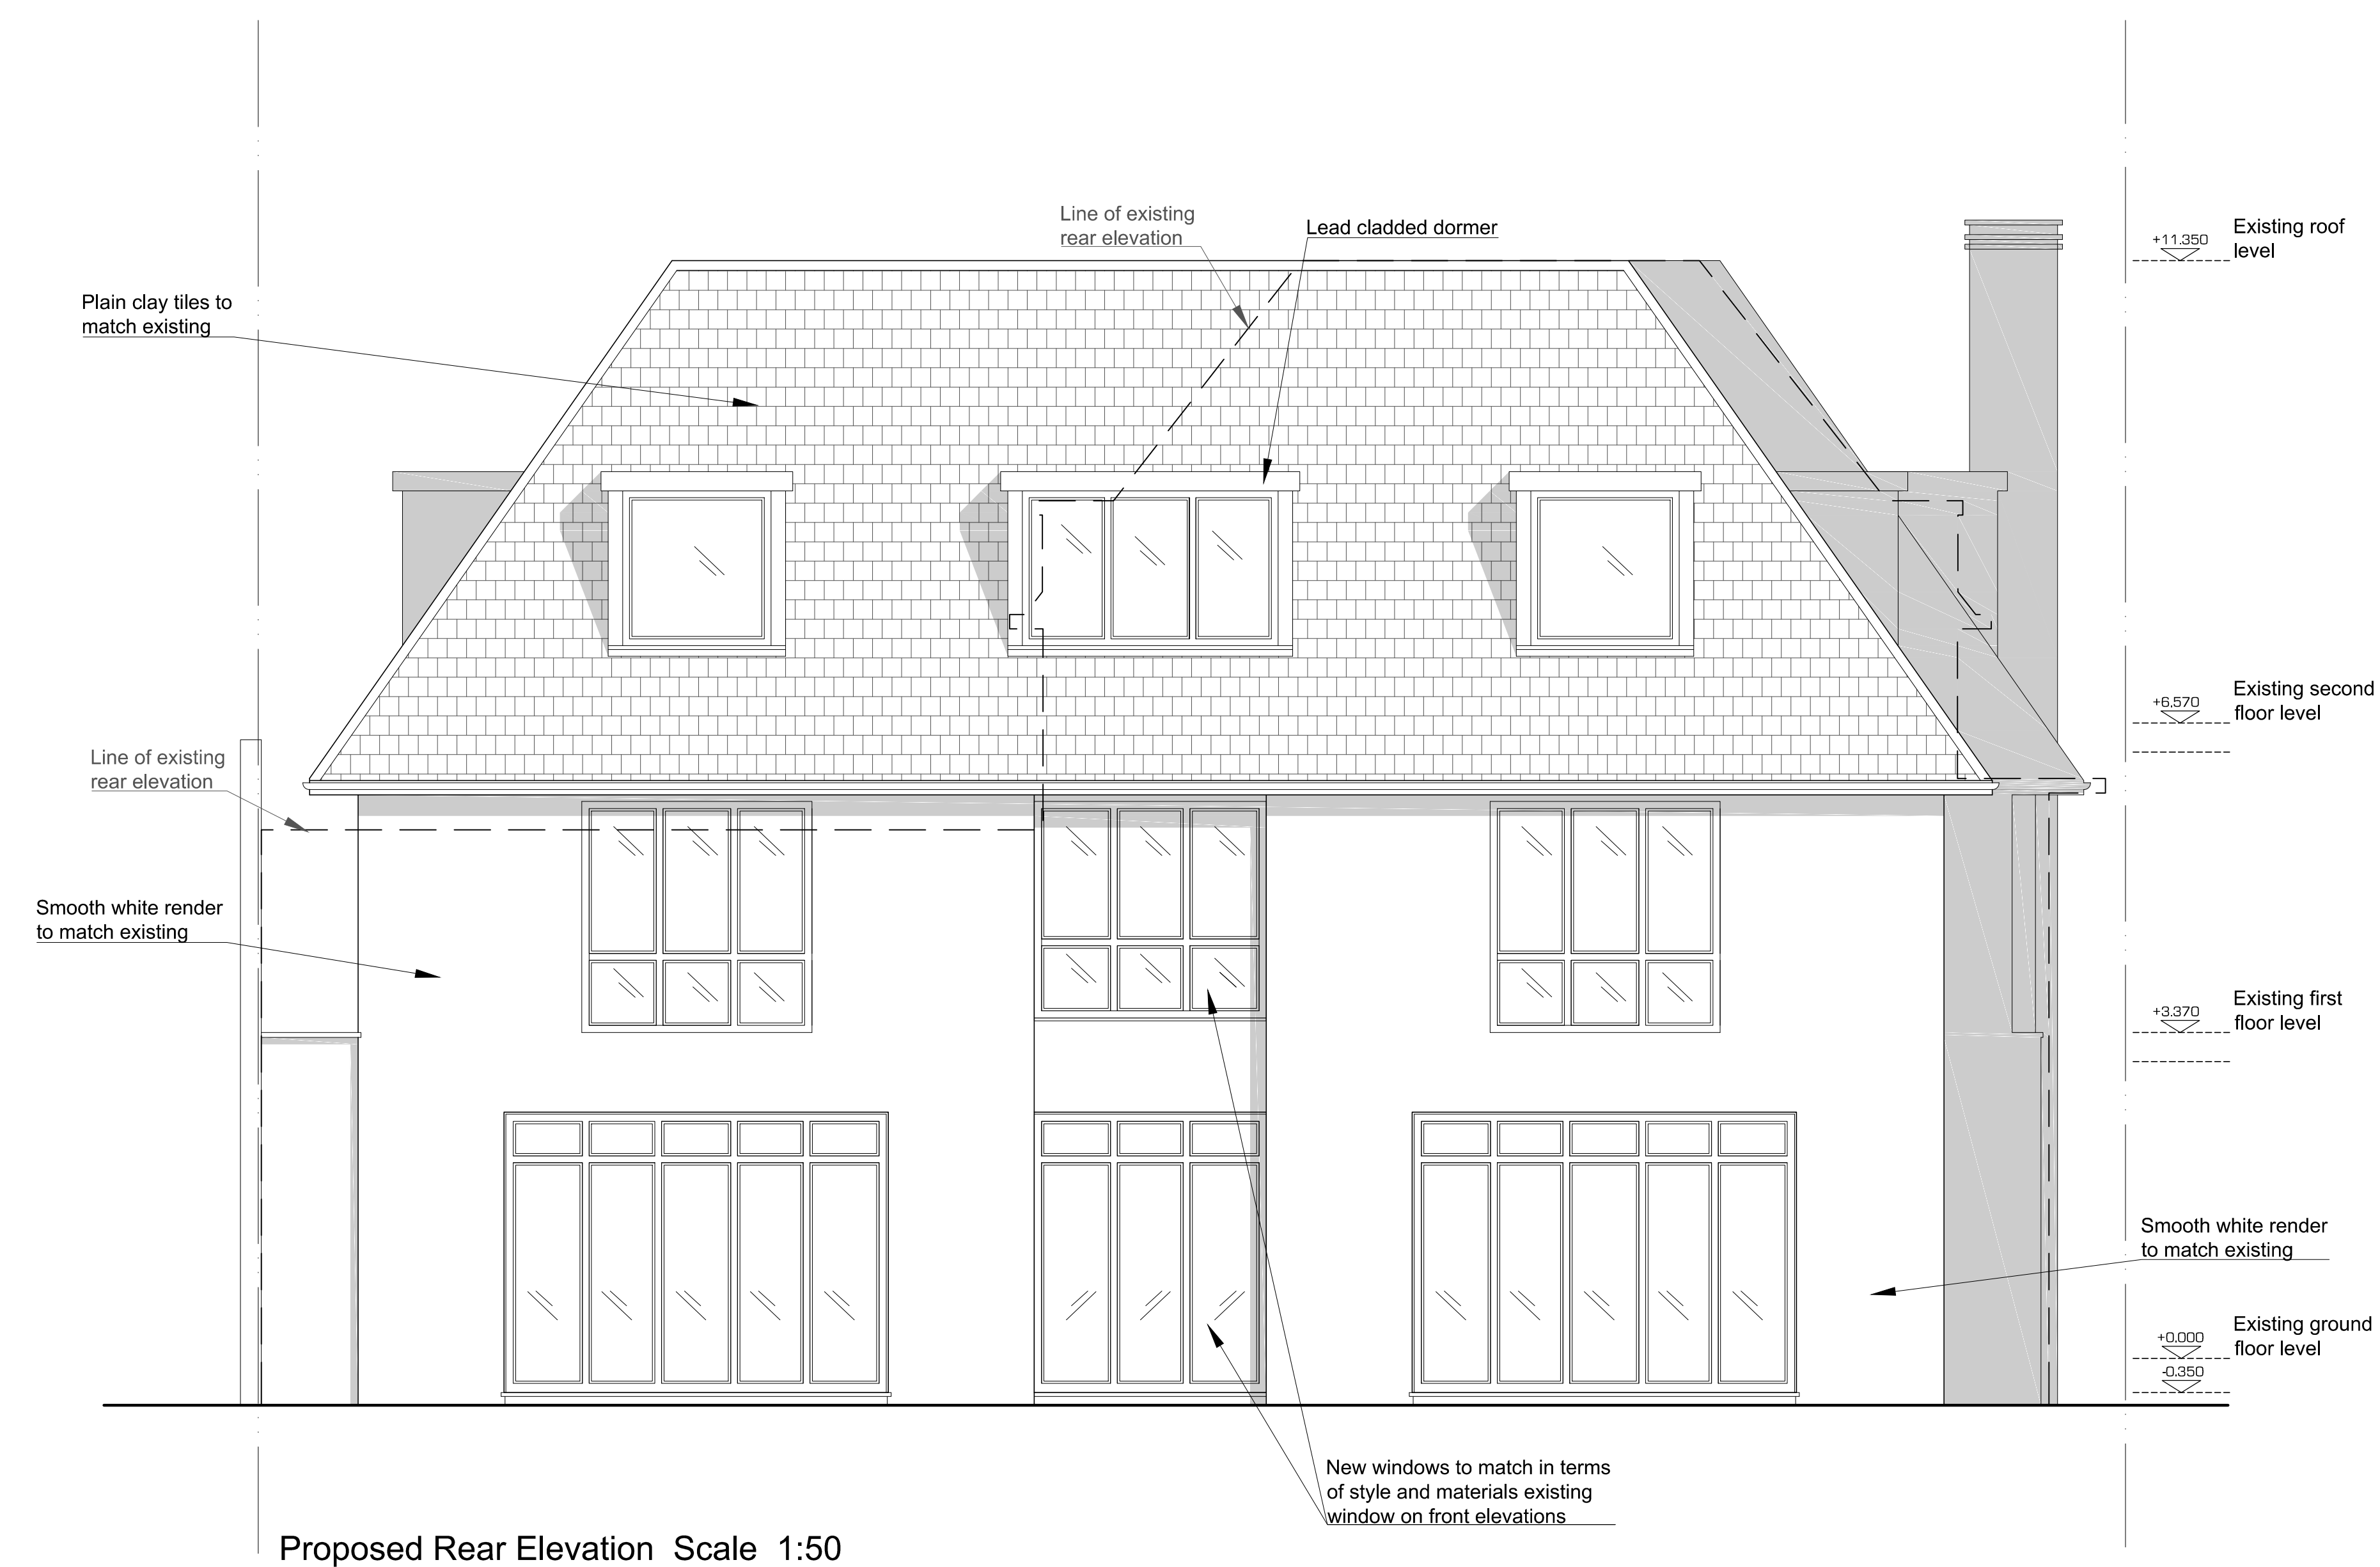 Line of existing
rear elevation
Lead cladded dormer
+11.350
Existing roof
level
Plain clay tiles to
match existing
+6.570
Existing second
floor level
Line of existing
rear elevation
Smooth white render
to match existing
+3.370
Existing first
floor level
Smooth white render
to match existing
+0.000
Existing ground
floor level
-0.350
New windows to match in terms
of style and materials existing
window on front elevations
Proposed Rear Elevation Scale 1:50